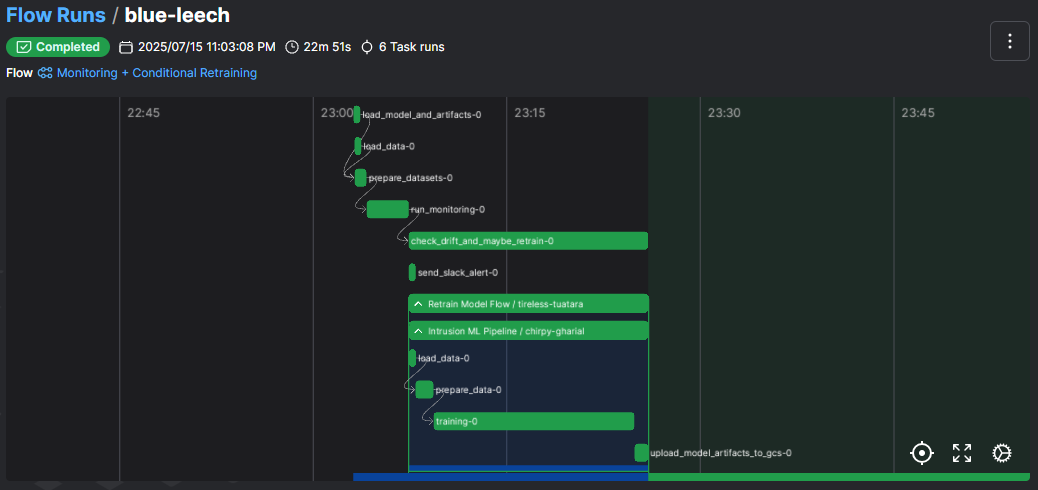 Flow Runs / blue-leech
Completed 2025/07/15 11:03:08 PM 22m 51s 6 Task runs
Flow Monitoring + Conditional Retraining
22:45 23:00 23:15 23:30 23:45
load_model_and_artifacts-0
load_data-0
prepare_datasets-0
run_monitoring-0
check_drift_and_maybe_retrain-0
send_slack_alert-0
Retrain Model Flow / tireless-tuatara
Intrusion ML Pipeline / chirpy-gharial
load_data-0
prepare_data-0
training-0
upload_model_artifacts_to_gcs-0